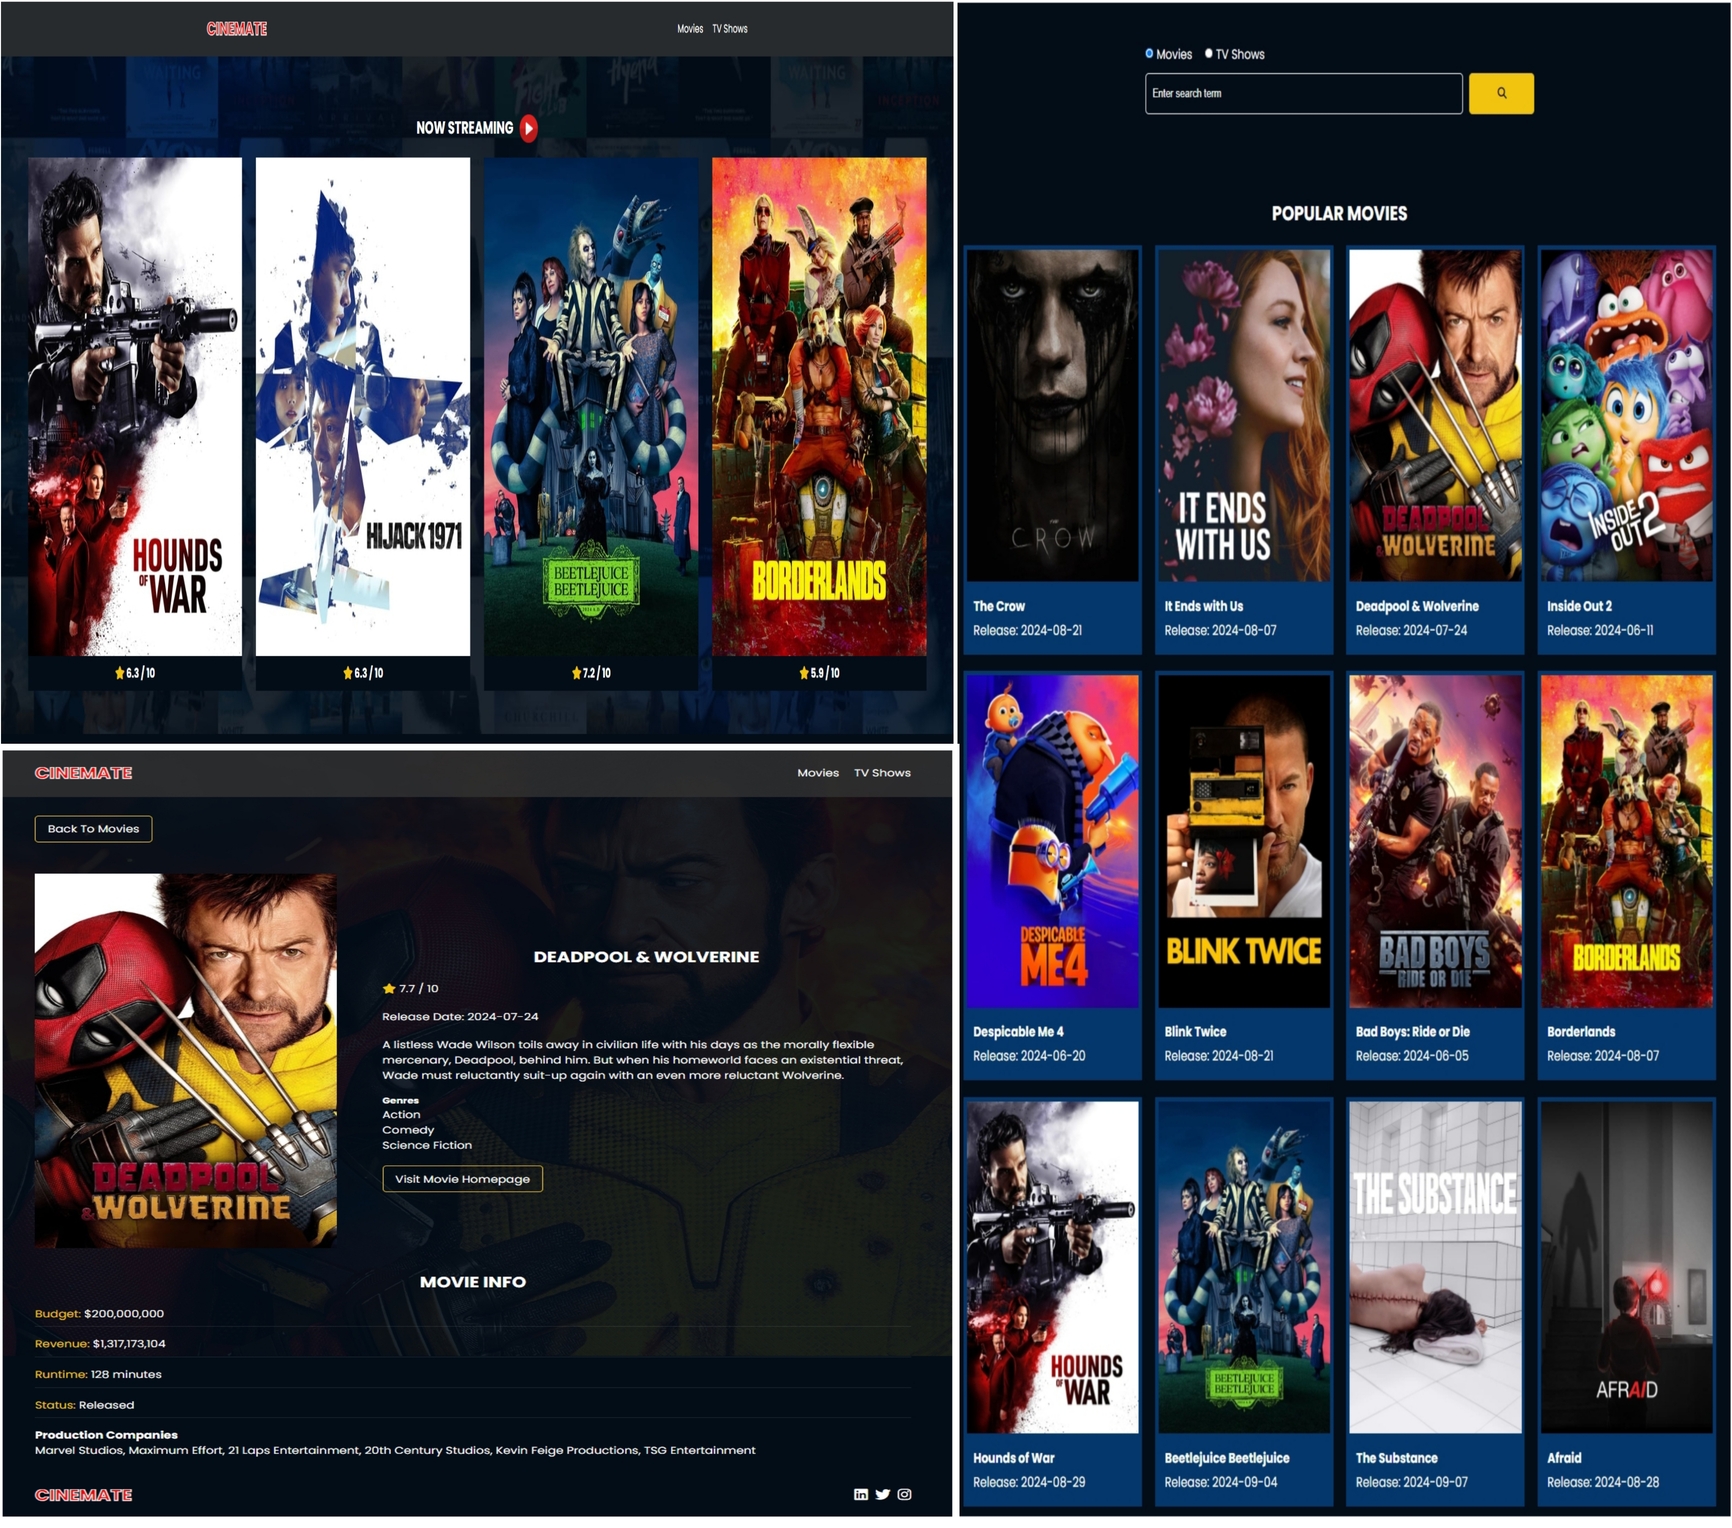 CINEMATE
Movies TV Shows
WAITING
INCEPTION
ARRIVAL
FIGHT CLUB
Hyena
WAITING
INCEPTION
NOW STREAMING
HOUNDS
OF
WAR
HIJACK 1971
BEETLEJUICE
BEETLEJUICE
BORDERLANDS
6.3 / 10
6.3 / 10
7.2 / 10
5.9 / 10
CHURCHILL
Movies TV Shows
Enter search term
POPULAR MOVIES
THE
CROW
IT ENDS
WITH US
DEADPOOL
& WOLVERINE
INSIDE
OUT 2
The Crow
Release: 2024-08-21
It Ends with Us
Release: 2024-08-07
Deadpool & Wolverine
Release: 2024-07-24
Inside Out 2
Release: 2024-06-11
DESPICABLE
ME 4
BLINK TWICE
BAD BOYS
RIDE OR DIE
BORDERLANDS
Despicable Me 4
Release: 2024-06-20
Blink Twice
Release: 2024-08-21
Bad Boys: Ride or Die
Release: 2024-06-05
Borderlands
Release: 2024-08-07
HOUNDS
OF
WAR
BEETLEJUICE
BEETLEJUICE
THE SUBSTANCE
AFRAID
Hounds of War
Release: 2024-08-29
Beetlejuice Beetlejuice
Release: 2024-09-04
The Substance
Release: 2024-09-07
Afraid
Release: 2024-08-28
CINEMATE
Movies TV Shows
Back To Movies
DEADPOOL
& WOLVERINE
DEADPOOL & WOLVERINE
7.7 / 10
Release Date: 2024-07-24
A listless Wade Wilson toils away in civilian life with his days as the morally flexible
mercenary, Deadpool, behind him. But when his homeworld faces an existential threat,
Wade must reluctantly suit-up again with an even more reluctant Wolverine.
Genres
Action
Comedy
Science Fiction
Visit Movie Homepage
MOVIE INFO
Budget: $200,000,000
Revenue: $1,317,173,104
Runtime: 128 minutes
Status: Released
Production Companies
Marvel Studios, Maximum Effort, 21 Laps Entertainment, 20th Century Studios, Kevin Feige Productions, TSG Entertainment
CINEMATE
in